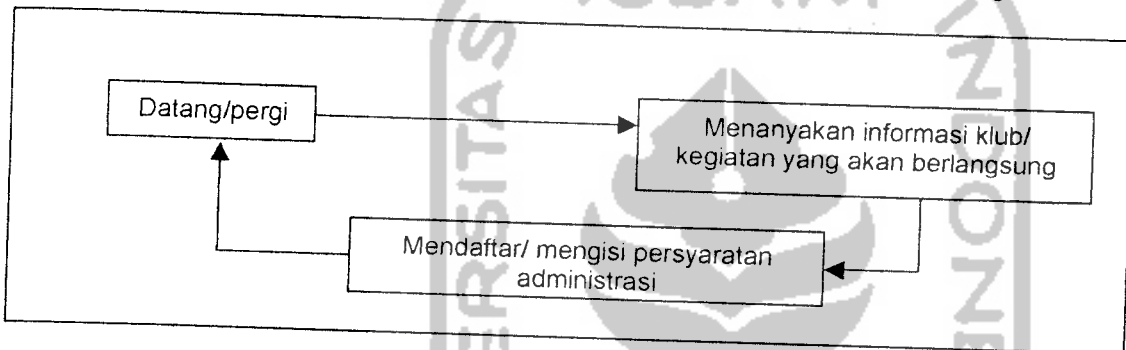 Datang/pergi
Menanyakan informasi klub/
kegiatan yang akan berlangsung
Mendaftar/ mengisi persyaratan
administrasi